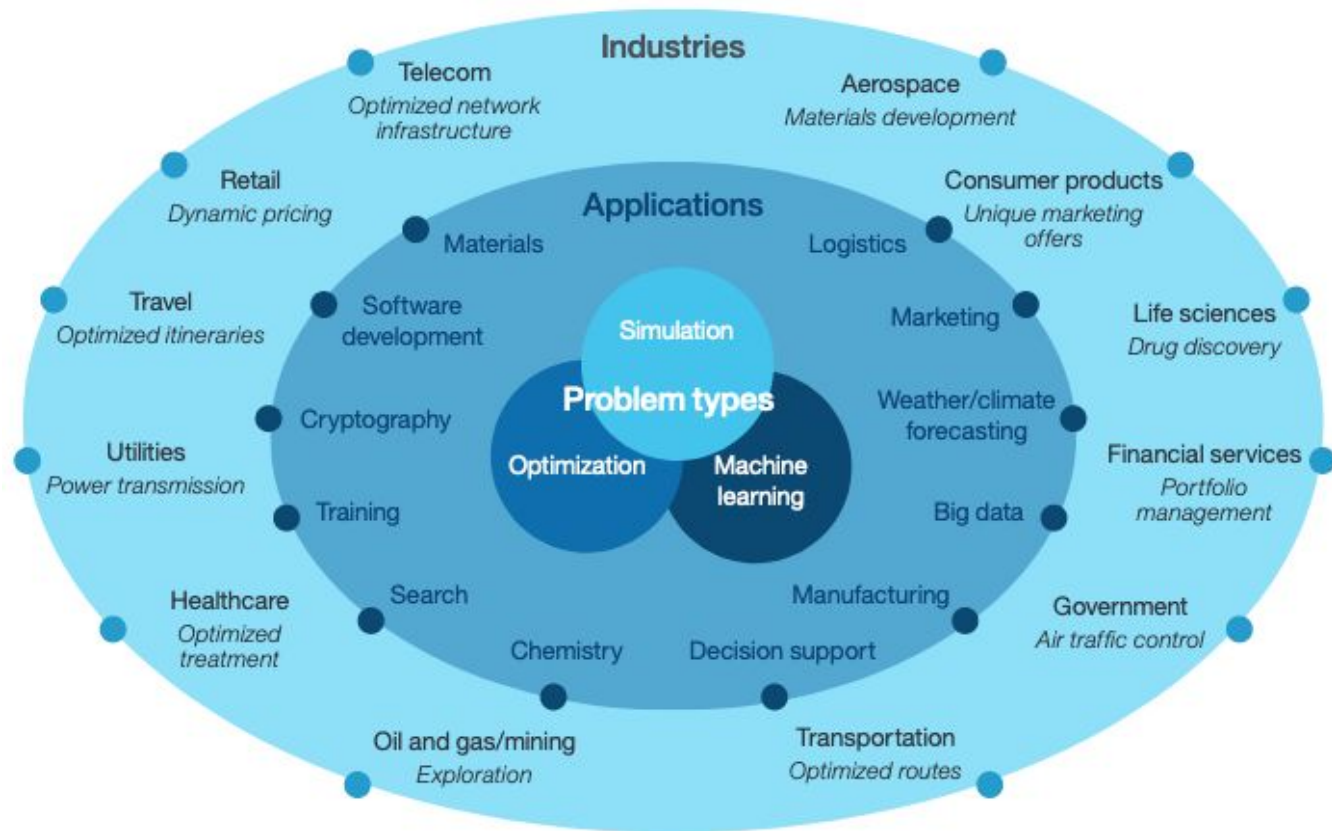 Industries
Telecom
Optimized network
infrastructure
Aerospace
Materials development
Retail
Dynamic pricing
Consumer products
Unique marketing
offers
Travel
Optimized itineraries
Life sciences
Drug discovery
Utilities
Power transmission
Financial services
Portfolio
management
Healthcare
Optimized
treatment
Government
Air traffic control
Oil and gas/mining
Exploration
Transportation
Optimized routes
Applications
Materials
Logistics
Software
development
Marketing
Cryptography
Weather/climate
forecasting
Training
Big data
Search
Manufacturing
Chemistry
Decision support
Simulation
Problem types
Optimization
Machine
learning